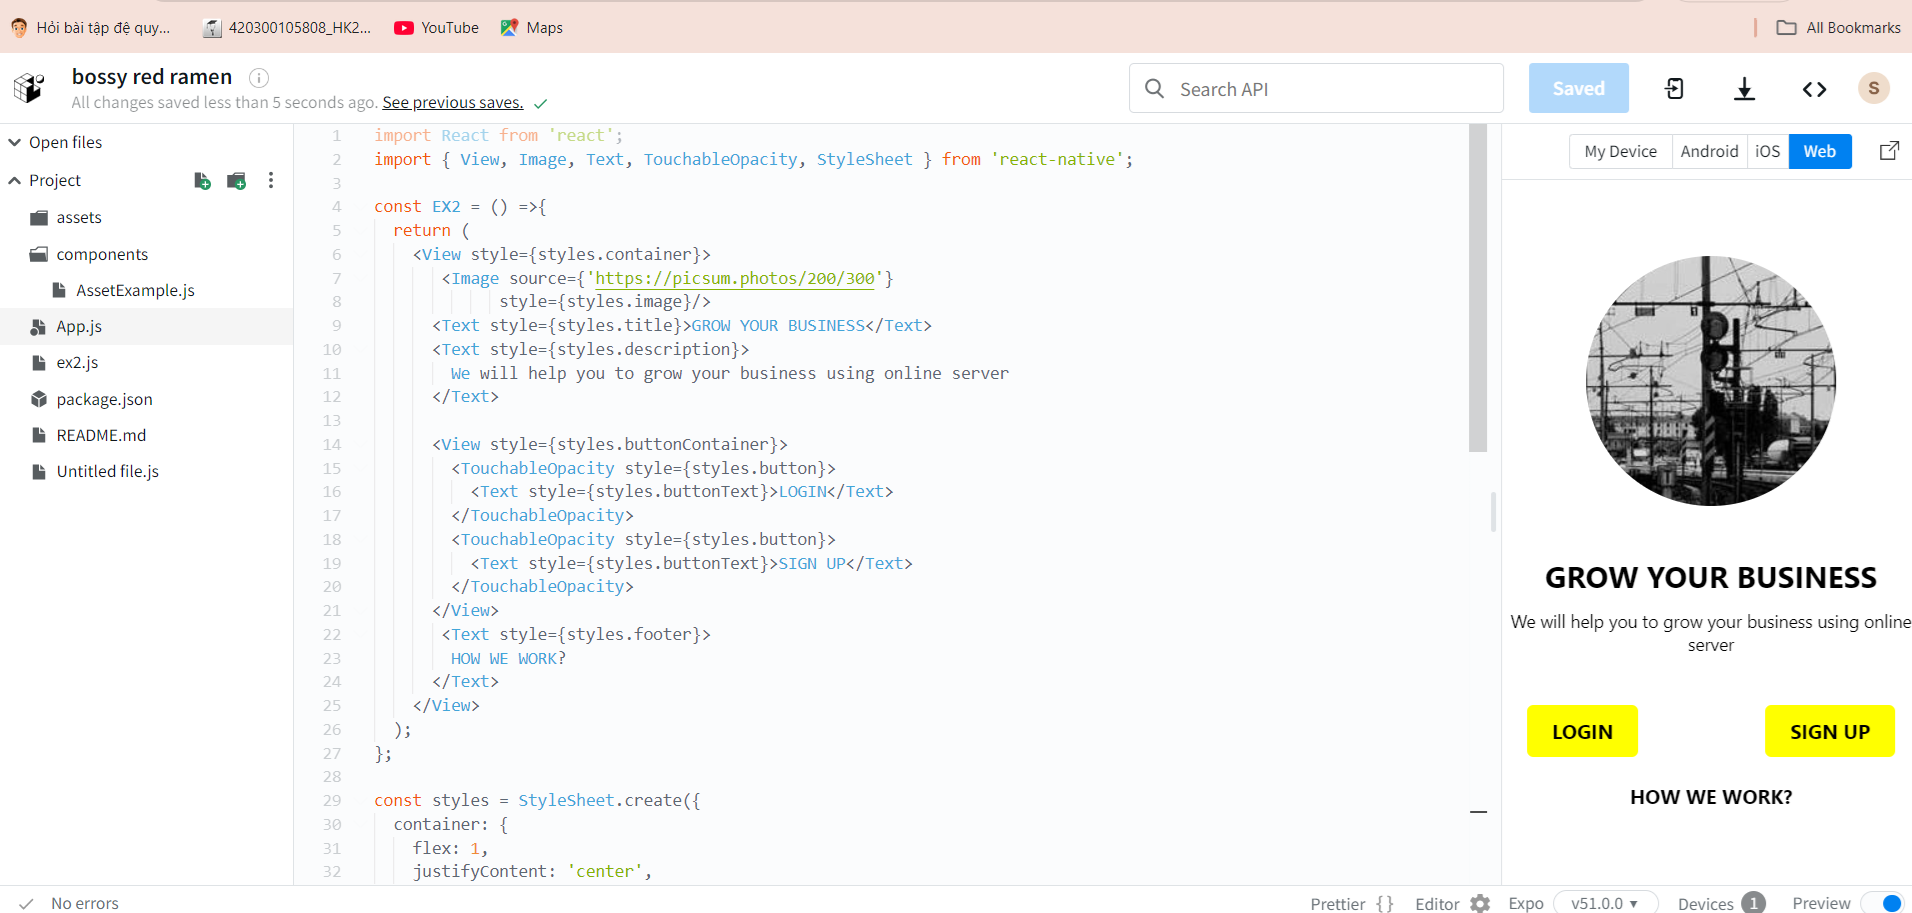 Hỏi bài tập đệ quy... 420300105808_HK2... YouTube Maps All Bookmarks
bossy red ramen
All changes saved less than 5 seconds ago. See previous saves.
Search API
Saved
S
Open files
Project
assets
components
AssetExample.js
App.js
ex2.js
package.json
README.md
Untitled file.js
1 import React from 'react';
2 import { View, Image, Text, TouchableOpacity, StyleSheet } from 'react-native';
3
4 const EX2 = () =>{
5 return (
6 <View style={styles.container}>
7 <Image source={'https://picsum.photos/200/300'}
8 style={styles.image}/>
9 <Text style={styles.title}>GROW YOUR BUSINESS</Text>
10 <Text style={styles.description}>
11 We will help you to grow your business using online server
12 </Text>
13
14 <View style={styles.buttonContainer}>
15 <TouchableOpacity style={styles.button}>
16 <Text style={styles.buttonText}>LOGIN</Text>
17 </TouchableOpacity>
18 <TouchableOpacity style={styles.button}>
19 <Text style={styles.buttonText}>SIGN UP</Text>
20 </TouchableOpacity>
21 </View>
22 <Text style={styles.footer}>
23 HOW WE WORK?
24 </Text>
25 </View>
26 );
27 };
28
29 const styles = StyleSheet.create({
30 container: {
31 flex: 1,
32 justifyContent: 'center',
My Device Android iOS Web
GROW YOUR BUSINESS
We will help you to grow your business using online
server
LOGIN SIGN UP
HOW WE WORK?
No errors
Prettier {} Editor Expo v51.0.0 Devices 1 Preview